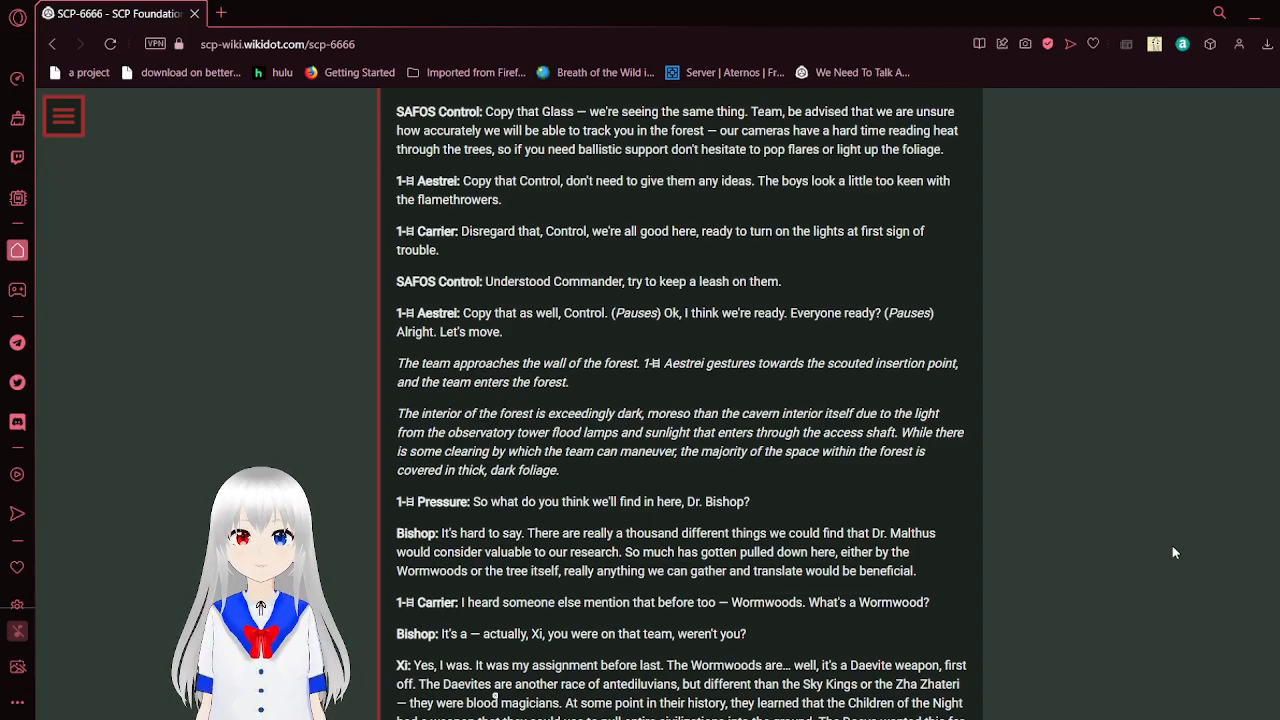 SCP-6666 - SCP Foundation
VPN
scp-wiki.wikidot.com/scp-6666
a project
download on better...
h hulu
Getting Started
Imported from Firef...
Breath of the Wild i...
Server | Aternos | Fr...
We Need To Talk A...
SAFOS Control: Copy that Glass — we're seeing the same thing. Team, be advised that we are unsure
how accurately we will be able to track you in the forest — our cameras have a hard time reading heat
through the trees, so if you need ballistic support don't hesitate to pop flares or light up the foliage.
1-ꟻ Aestrei: Copy that Control, don't need to give them any ideas. The boys look a little too keen with
the flamethrowers.
1-ꟻ Carrier: Disregard that, Control, we're all good here, ready to turn on the lights at first sign of
trouble.
SAFOS Control: Understood Commander, try to keep a leash on them.
1-ꟻ Aestrei: Copy that as well, Control. (Pauses) Ok, I think we're ready. Everyone ready? (Pauses)
Alright. Let's move.
The team approaches the wall of the forest. 1-ꟻ Aestrei gestures towards the scouted insertion point,
and the team enters the forest.
The interior of the forest is exceedingly dark, moreso than the cavern interior itself due to the light
from the observatory tower flood lamps and sunlight that enters through the access shaft. While there
is some clearing by which the team can maneuver, the majority of the space within the forest is
covered in thick, dark foliage.
1-ꟻ Pressure: So what do you think we'll find in here, Dr. Bishop?
Bishop: It's hard to say. There are really a thousand different things we could find that Dr. Malthus
would consider valuable to our research. So much has gotten pulled down here, either by the
Wormwoods or the tree itself, really anything we can gather and translate would be beneficial.
1-ꟻ Carrier: I heard someone else mention that before too — Wormwoods. What's a Wormwood?
Bishop: It's a — actually, Xi, you were on that team, weren't you?
Xi: Yes, I was. It was my assignment before last. The Wormwoods are... well, it's a Daevite weapon, first
off. The Daevites are another race of antediluvians, but different than the Sky Kings or the Zha Zhateri
— they were blood magicians. At some point in their history, they learned that the Children of the Night
had a weapon that they could use to pull entire civilizations into the ground. The Daevas wanted this for